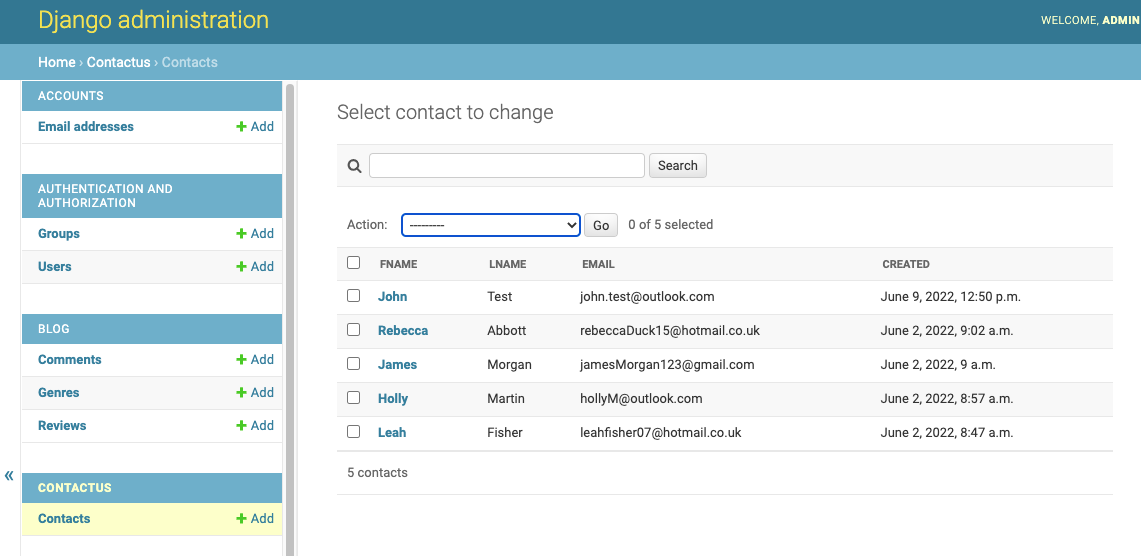 Django administration
WELCOME, ADMIN
Home › Contactus › Contacts
ACCOUNTS
Email addresses + Add
AUTHENTICATION AND
AUTHORIZATION
Groups + Add
Users + Add
BLOG
Comments + Add
Genres + Add
Reviews + Add
CONTACTUS
Contacts + Add
«
Select contact to change
Search
Action: --------- Go 0 of 5 selected
FNAME LNAME EMAIL CREATED
John Test john.test@outlook.com June 9, 2022, 12:50 p.m.
Rebecca Abbott rebeccaDuck15@hotmail.co.uk June 2, 2022, 9:02 a.m.
James Morgan jamesMorgan123@gmail.com June 2, 2022, 9 a.m.
Holly Martin hollyM@outlook.com June 2, 2022, 8:57 a.m.
Leah Fisher leahfisher07@hotmail.co.uk June 2, 2022, 8:47 a.m.
5 contacts